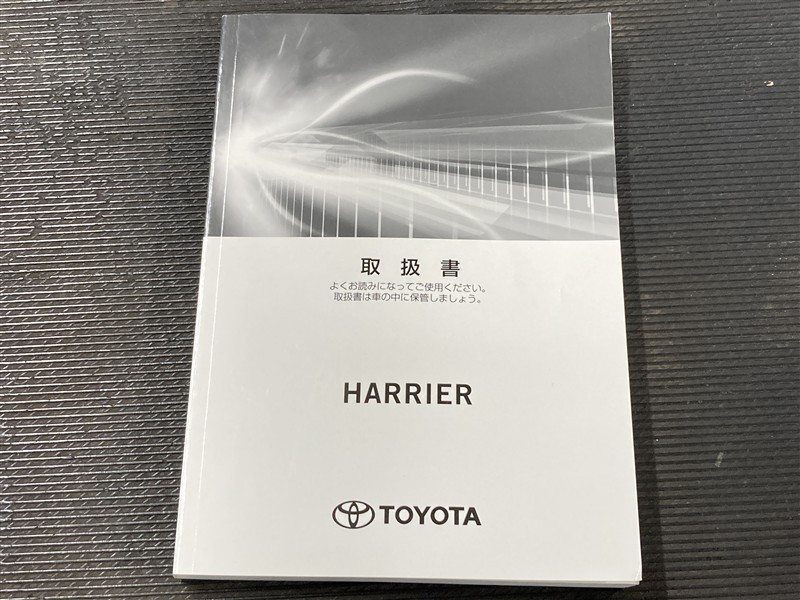 取扱書
よくお読みになってご使用ください。
取扱書は車の中に保管しましょう。
HARRIER
TOYOTA